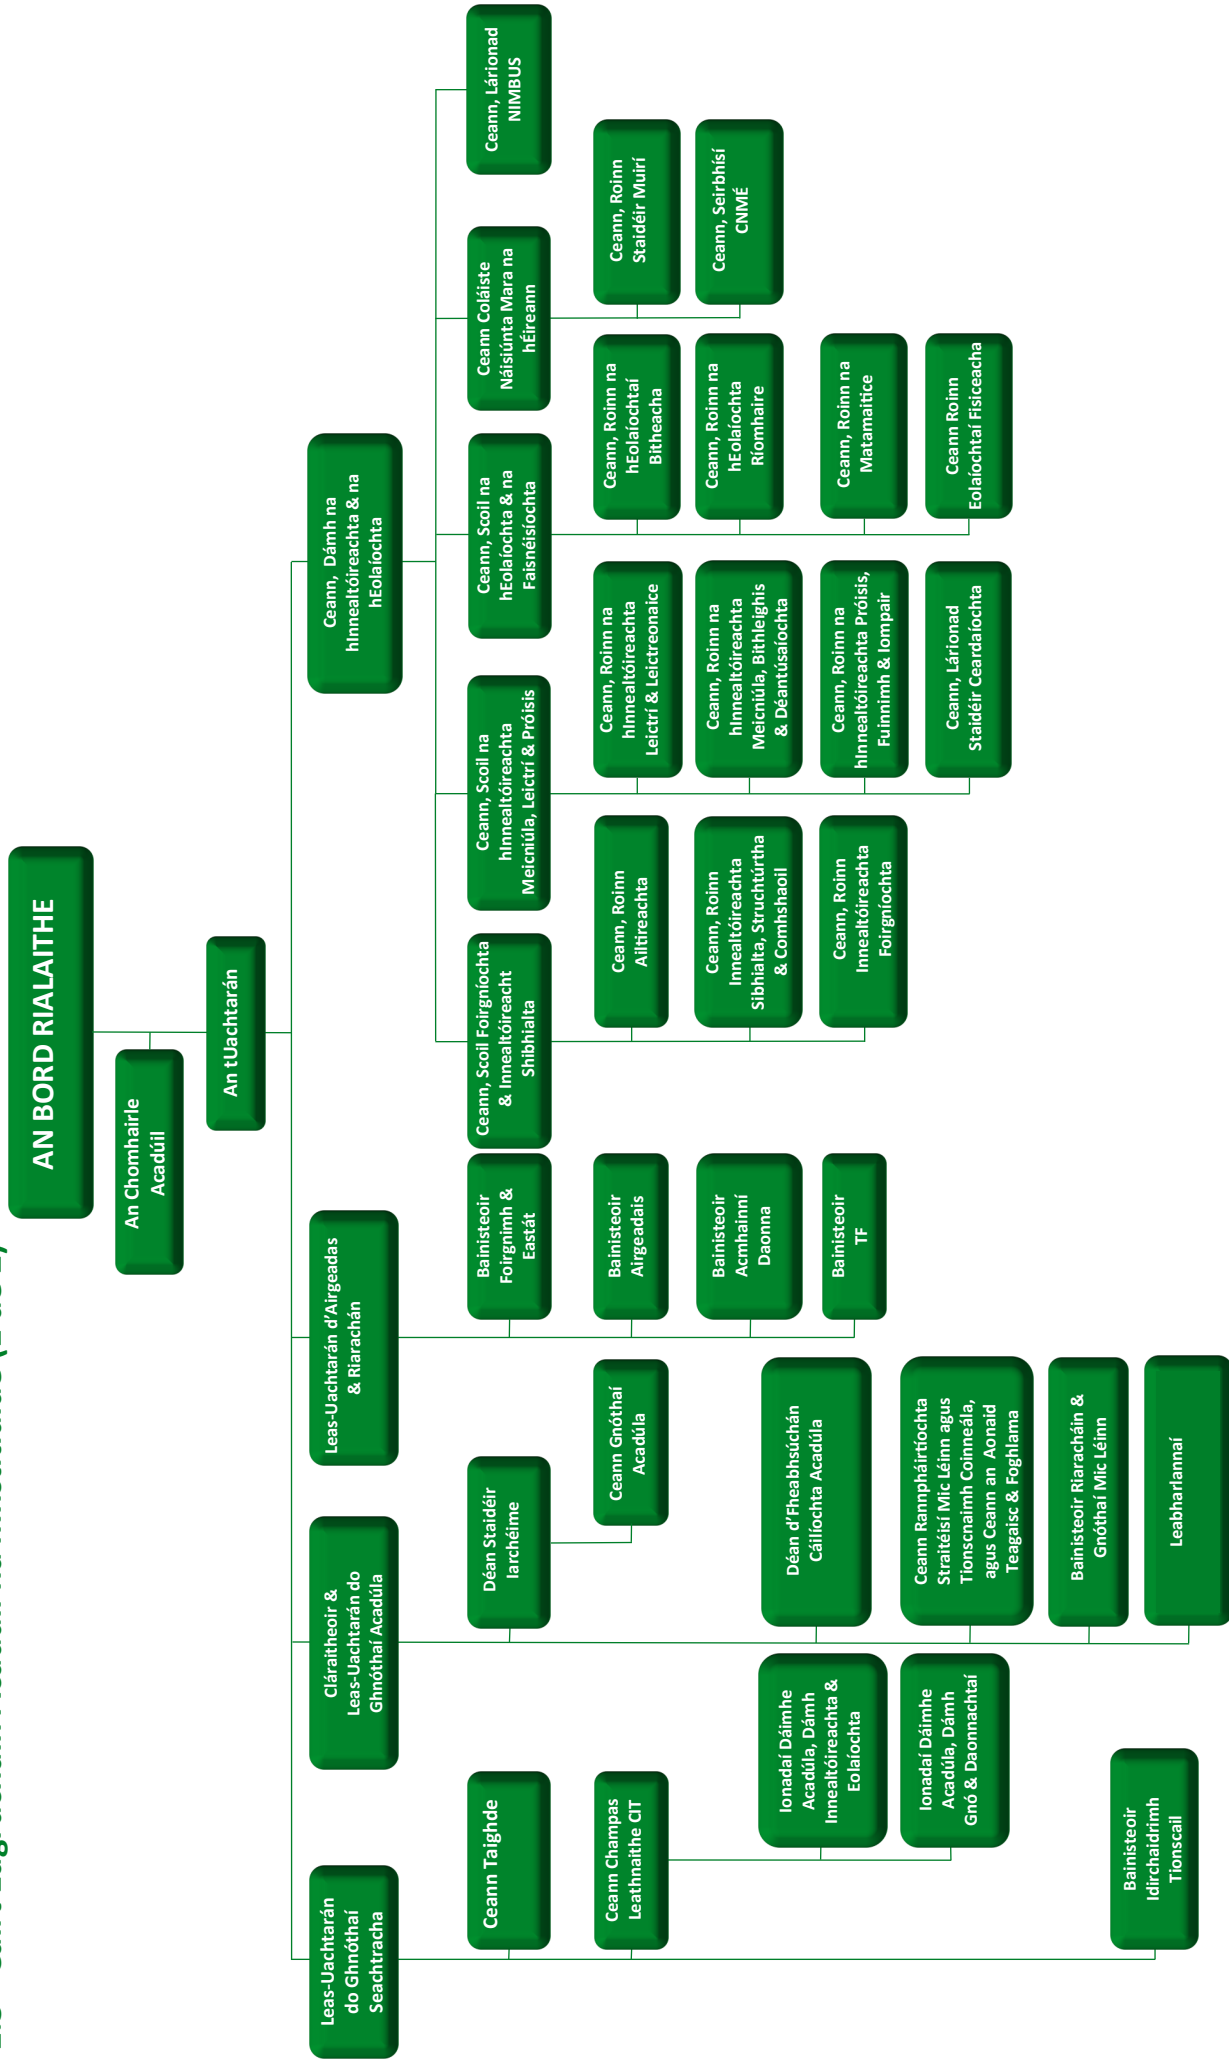 AN BORD RIALAITHE
An Chomhairle
Acadúil
An tUachtarán
Leas-Uachtarán
do Ghnóthaí
Seachtracha
Cláraitheoir &
Leas-Uachtarán do
Ghnóthaí Acadúla
Leas-Uachtarán d'Airgeadas
& Riarachán
Ceann, Dámh na
hInnealtóireachta & na
hEolaíochta
Ceann Taighde
Ceann Champas
Leathnaithe CIT
Ionadaí Dáimhe
Acadúla, Dámh
Innealtóireachta &
Eolaíochta
Ionadaí Dáimhe
Acadúla, Dámh
Gnó & Daonnachtaí
Bainisteoir
Idirchaidrimh
Tionscail
Déan Staidéir
Iarchéime
Ceann Gnóthaí
Acadúla
Déan d'Fheabhsúchán
Cáilíochta Acadúla
Ceann Rannpháirtíochta
Straitéisí Mic Léinn agus
Tionscnaimh Coinneála,
agus Ceann an Aonaid
Teagaisc & Foghlama
Bainisteoir Riaracháin &
Gnóthaí Mic Léinn
Leabharlannaí
Bainisteoir
Foirgnimh &
Eastát
Bainisteoir
Airgeadais
Bainisteoir
Acmhainní
Daonna
Bainisteoir
TF
Ceann, Scoil Foirgníochta
& Innealtóireacht
Shibhialta
Ceann, Roinn
Ailtireachta
Ceann, Roinn
Innealtóireachta
Sibhialta, Struchtúrtha
& Comhshaoil
Ceann, Roinn
Innealtóireachta
Foirgníochta
Ceann, Scoil na
hInnealtóireachta
Meicniúla, Leictrí & Próisis
Ceann, Roinn na
hInnealtóireachta
Leictrí & Leictreonaice
Ceann, Roinn na
hInnealtóireachta
Meicniúla, Bithleighis
& Déantúsaíochta
Ceann, Roinn na
hInnealtóireachta Próisis,
Fuinnimh & Iompair
Ceann, Lárionad
Staidéir Ceardaíochta
Ceann, Scoil na
hEolaíochta & na
Faisnéisíochta
Ceann, Roinn na
hEolaíochtaí
Bitheacha
Ceann, Roinn na
hEolaíochta
Ríomhaire
Ceann, Roinn na
Matamaitice
Ceann Roinn
Eolaíochtaí Fisiceacha
Ceann Coláiste
Náisiúnta Mara na
hÉireann
Ceann, Roinn
Staidéir Muirí
Ceann, Seirbhísí
CNMÉ
Ceann, Lárionad
NIMBUS